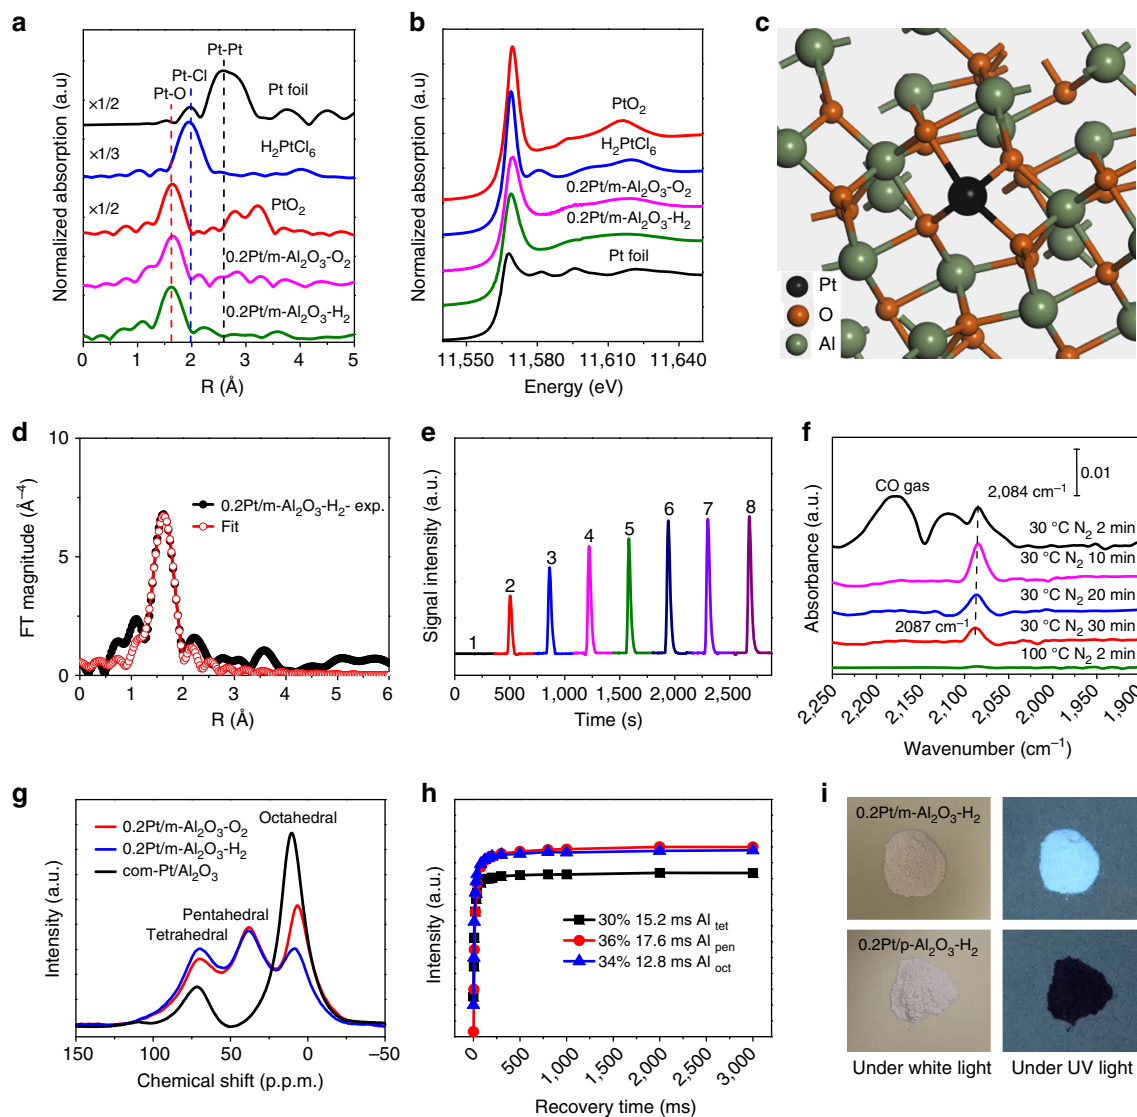 a
Normalized absorption (a.u)
Pt-Pt
Pt-Cl
Pt-O
×1/2
Pt foil
×1/3
H2PtCl6
×1/2
PtO2
0.2Pt/m-Al2O3-O2
0.2Pt/m-Al2O3-H2
0 1 2 3 4 5
R (Å)
b
Normalized absorption (a.u)
PtO2
H2PtCl6
0.2Pt/m-Al2O3-O2
0.2Pt/m-Al2O3-H2
Pt foil
11,550 11,580 11,610 11,640
Energy (eV)
c
Pt
O
Al
d
FT magnitude (Å−4)
10
5
0
0.2Pt/m-Al2O3-H2- exp.
Fit
0 1 2 3 4 5 6
R (Å)
e
Signal intensity (a.u.)
1 2 3 4 5 6 7 8
0 500 1,000 1,500 2,000 2,500
Time (s)
f
Absorbance (a.u.)
0.01
CO gas
2,084 cm−1
30 °C N2 2 min
30 °C N2 10 min
30 °C N2 20 min
2087 cm−1
30 °C N2 30 min
100 °C N2 2 min
2,250 2,200 2,150 2,100 2,050 2,000 1,950 1,900
Wavenumber (cm−1)
g
Intensity (a.u.)
0.2Pt/m-Al2O3-O2
0.2Pt/m-Al2O3-H2
com-Pt/Al2O3
Octahedral
Pentahedral
Tetrahedral
150 100 50 0 −50
Chemical shift (p.p.m.)
h
Intensity (a.u.)
30% 15.2 ms Al tet
36% 17.6 ms Al pen
34% 12.8 ms Al oct
0 500 1,000 1,500 2,000 2,500 3,000
Recovery time (ms)
i
0.2Pt/m-Al2O3-H2
0.2Pt/p-Al2O3-H2
Under white light
Under UV light